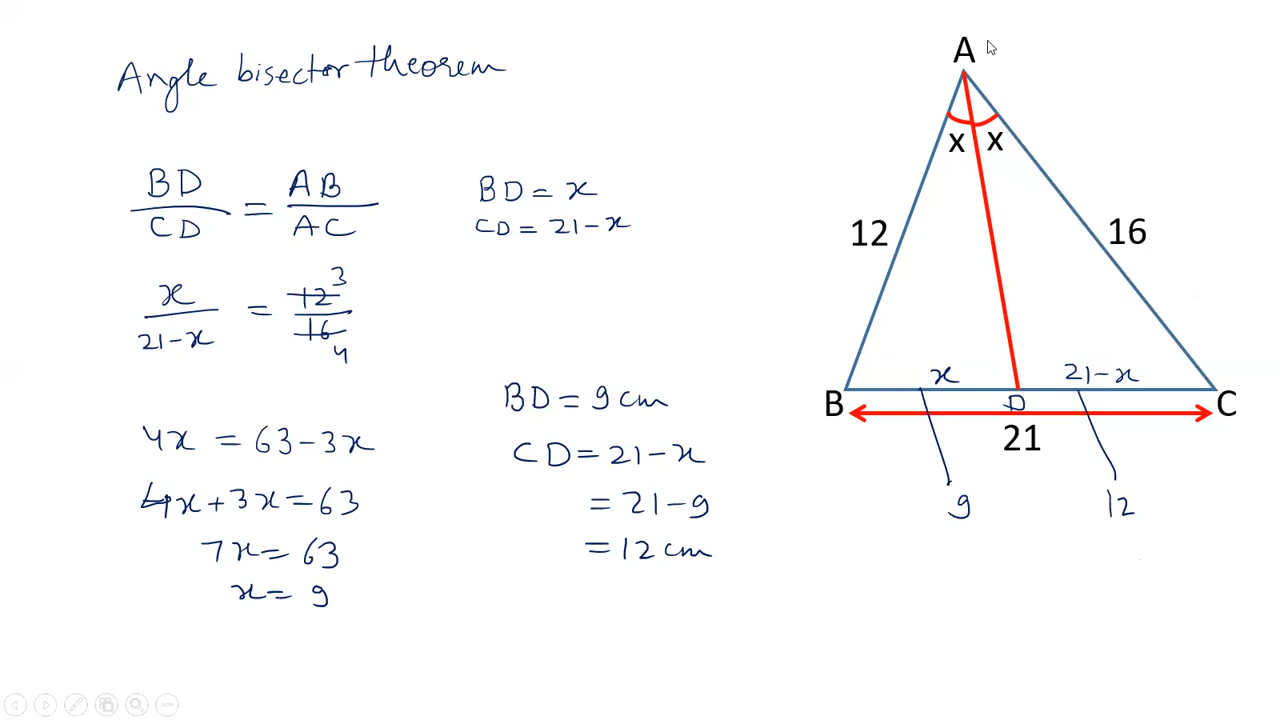 Angle bisector theorem
BD/CD = AB/AC
BD = x
CD = 21-x
x/21-x = 12 3/16 4
4x = 63-3x
4x+3x=63
7x= 63
x= 9
BD = 9 cm
CD= 21-x
= 21-9
= 12 cm
A
x x
12
16
x
21-x
B
D
C
21
9
12